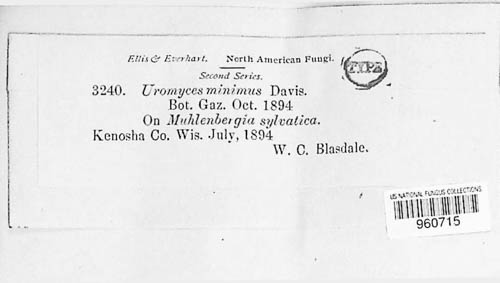 Ellis & Everhart. North American Fungi.
TYPE
Second Series.
3240. Uromyces minimus Davis.
Bot. Gaz. Oct. 1894
On Muhlenbergia sylvatica.
Kenosha Co. Wis. July, 1894
W. C. Blasdale.
US NATIONAL FUNGUS COLLECTIONS
960715